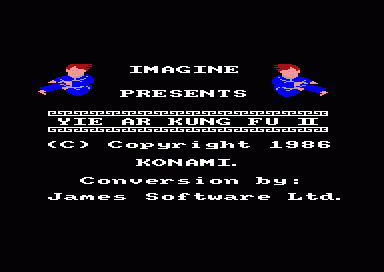 IMAGINE
PRESENTS
YIE AR KUNG FU II
(C) Copyright 1986
KONAMI.
Conversion by:
James Software Ltd.